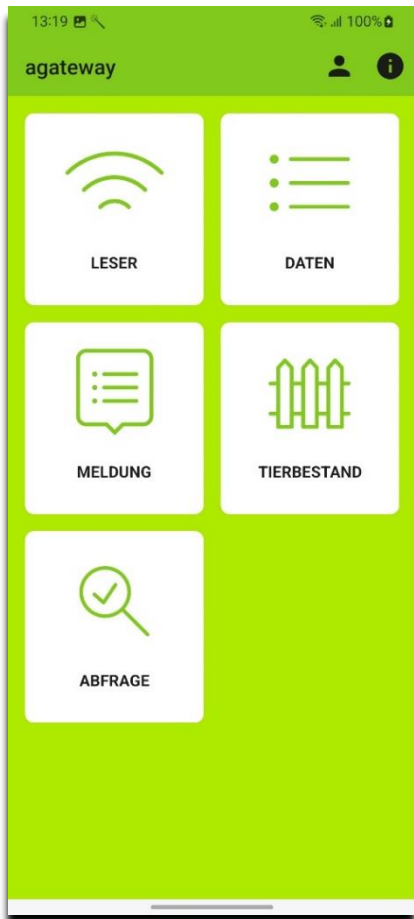 13:19 100%
agateway
LESER DATEN
MELDUNG TIERBESTAND
ABFRAGE